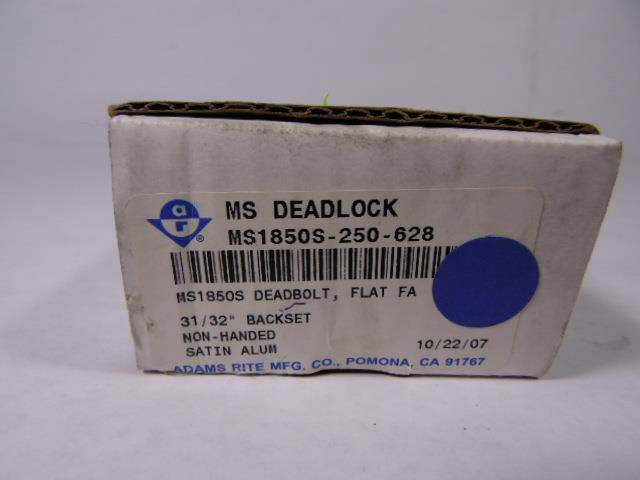 ar ®
MS DEADLOCK
MS1850S-250-628
MS1850S DEADBOLT, FLAT FA
31/32" BACKSET
NON-HANDED
SATIN ALUM
10/22/07
ADAMS RITE MFG. CO., POMONA, CA 91767